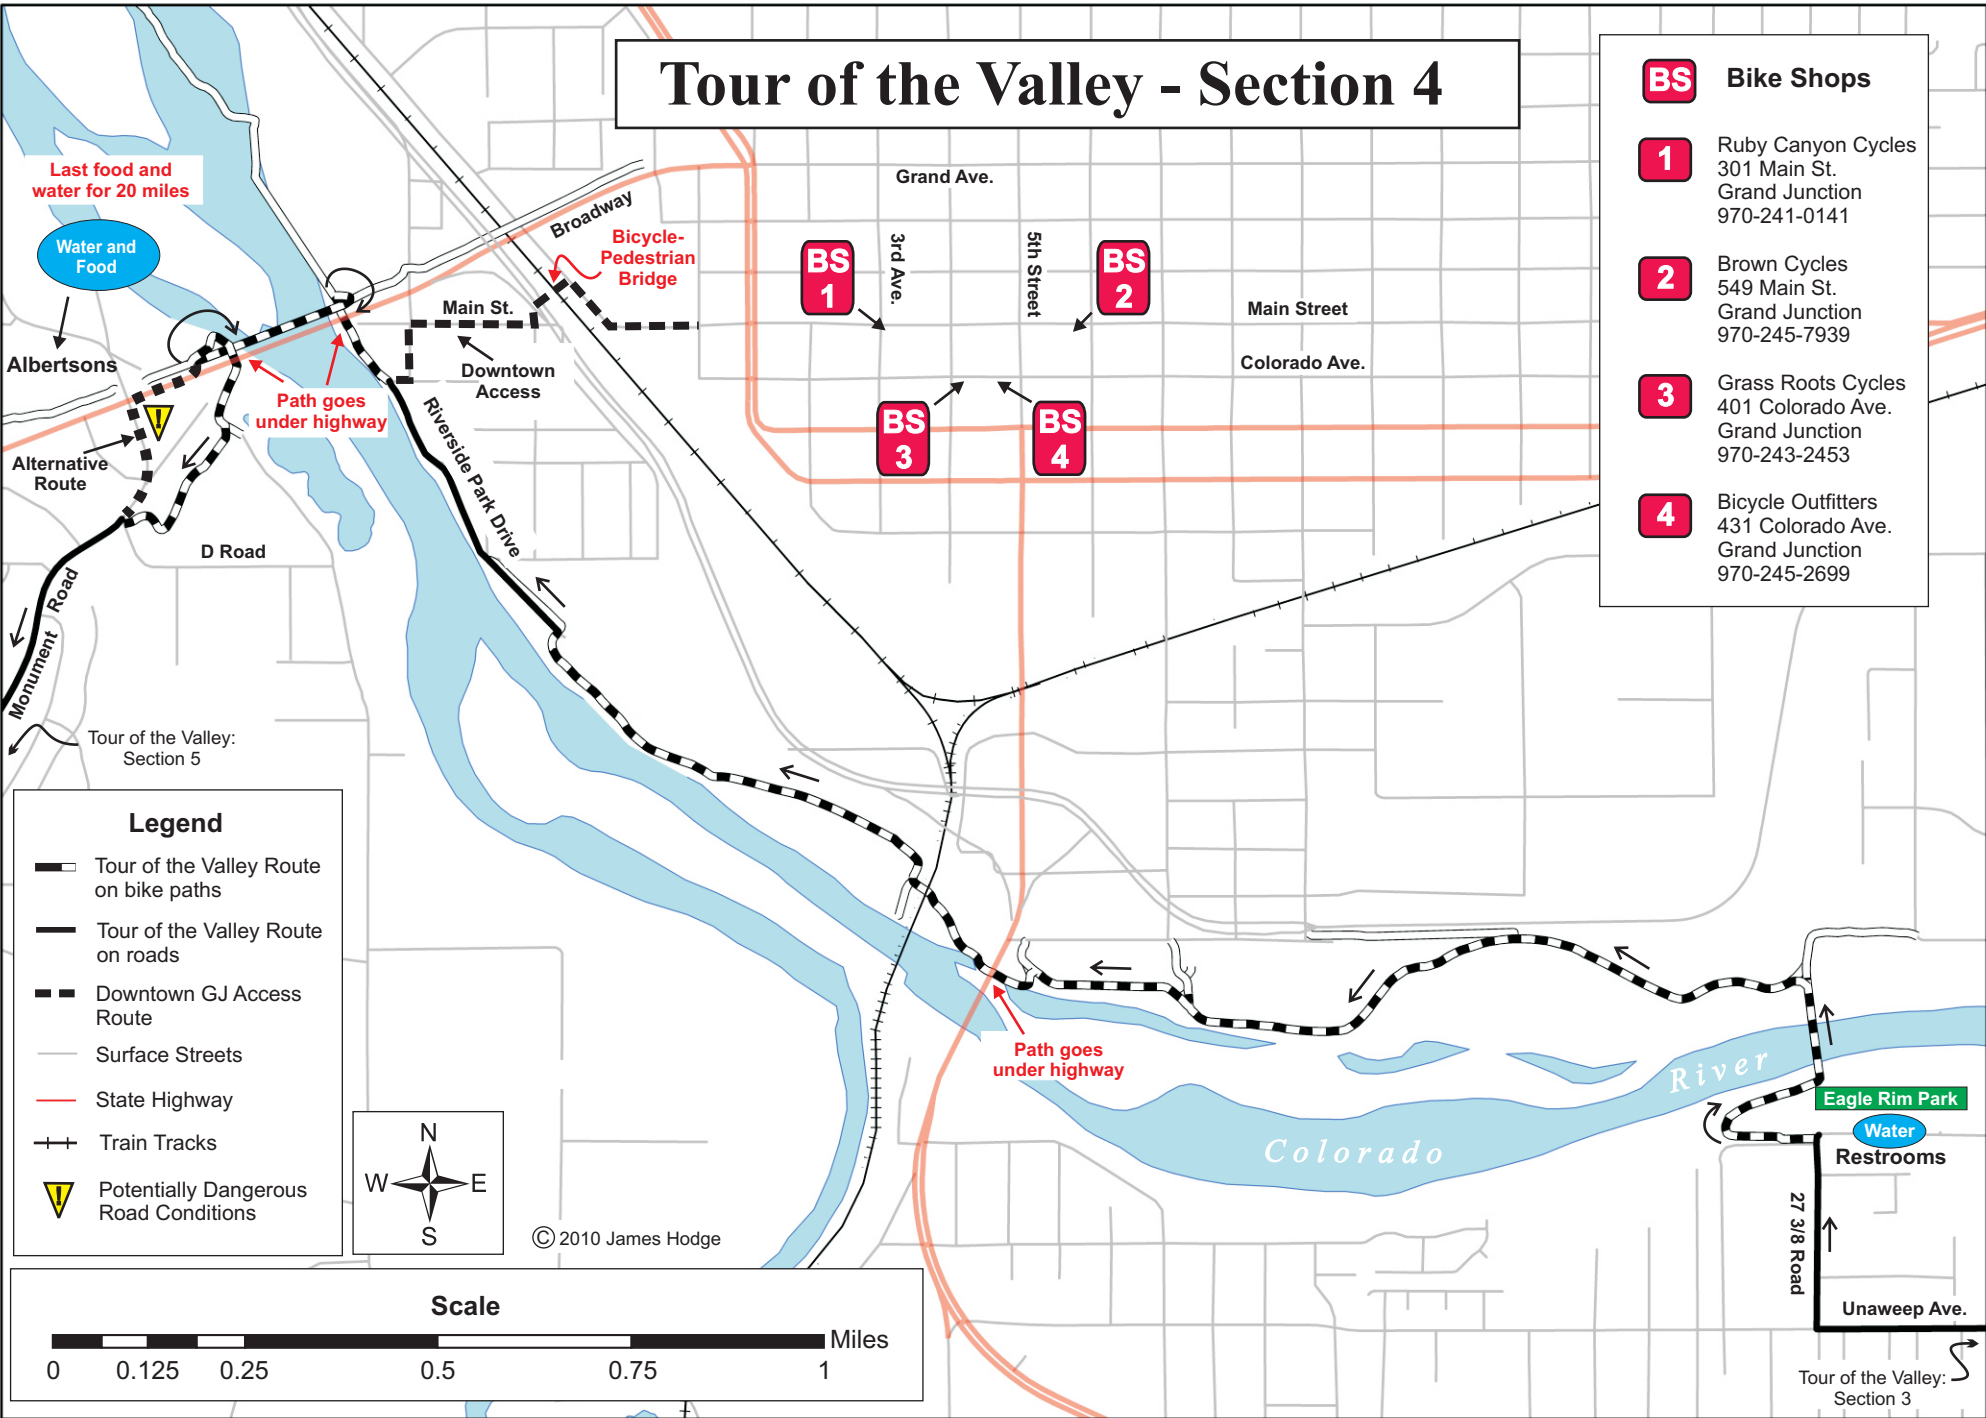 Tour of the Valley - Section 4
BS Bike Shops
1
Ruby Canyon Cycles
301 Main St.
Grand Junction
970-241-0141
2
Brown Cycles
549 Main St.
Grand Junction
970-245-7939
3
Grass Roots Cycles
401 Colorado Ave.
Grand Junction
970-243-2453
4
Bicycle Outfitters
431 Colorado Ave.
Grand Junction
970-245-2699
Last food and
water for 20 miles
Water and
Food
Albertsons
Broadway
Bicycle-
Pedestrian
Bridge
Grand Ave.
3rd Ave.
5th Street
BS
1
BS
2
Main St.
Main Street
Colorado Ave.
Downtown
Access
Path goes
under highway
BS
3
BS
4
!
Alternative
Route
Riverside Park Drive
D Road
Monument Road
Tour of the Valley:
Section 5
Legend
Tour of the Valley Route
on bike paths
Tour of the Valley Route
on roads
Downtown GJ Access
Route
Surface Streets
State Highway
Train Tracks
!
Potentially Dangerous
Road Conditions
N
W E
S
© 2010 James Hodge
Path goes
under highway
Colorado River
Eagle Rim Park
Water
Restrooms
27 3/8 Road
Unaweep Ave.
Tour of the Valley:
Section 3
Scale
Miles
0 0.125 0.25 0.5 0.75 1